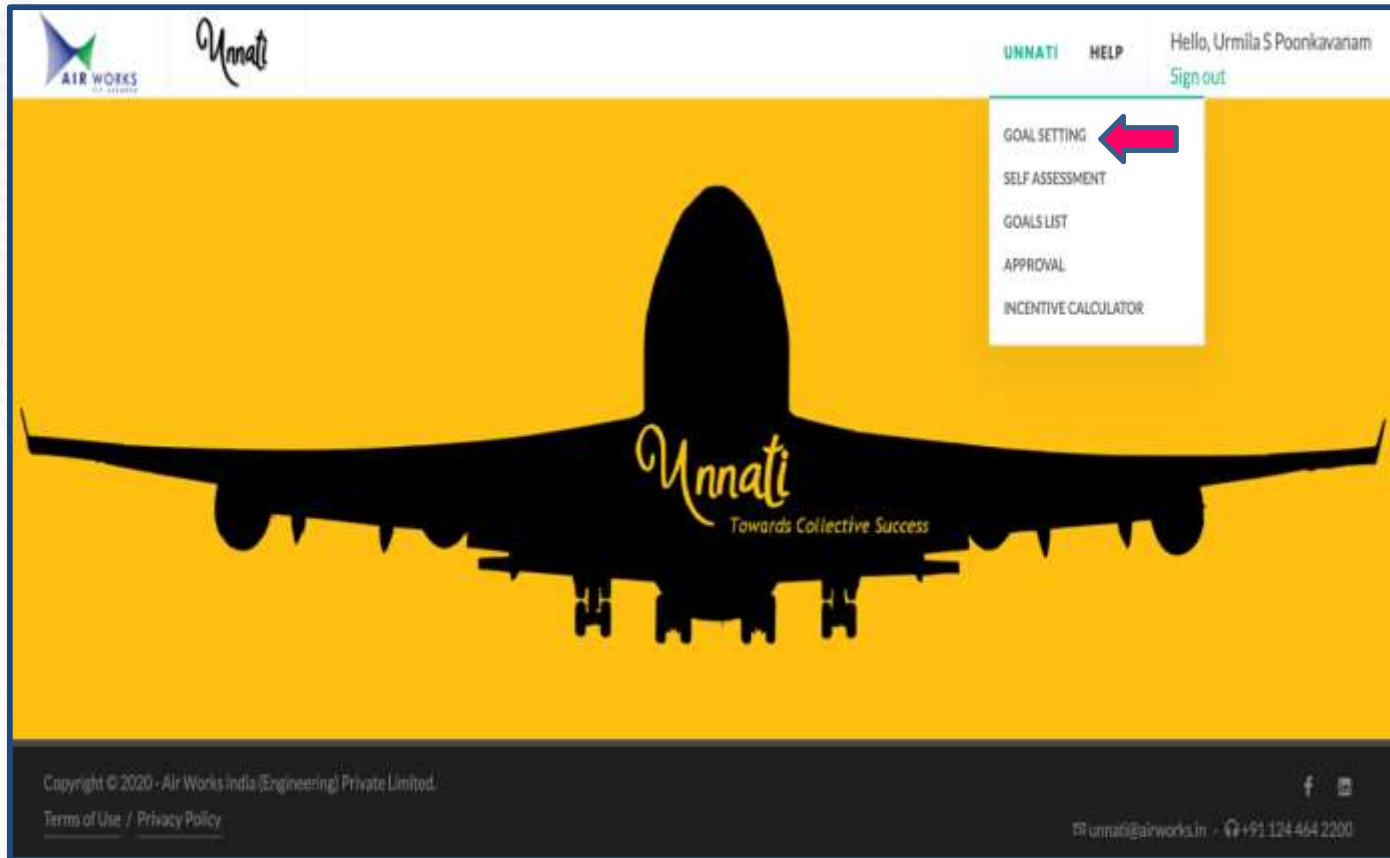 AIR WORKS
Unnati
UNNATI HELP
Hello, Urmila S Poonkavanam
Sign out
GOAL SETTING
SELF ASSESSMENT
GOALS LIST
APPROVAL
INCENTIVE CALCULATOR
Unnati
Towards Collective Success
Copyright © 2020 - Air Works India (Engineering) Private Limited.
Terms of Use / Privacy Policy
unnati@airworks.in - +91 124 464 2200